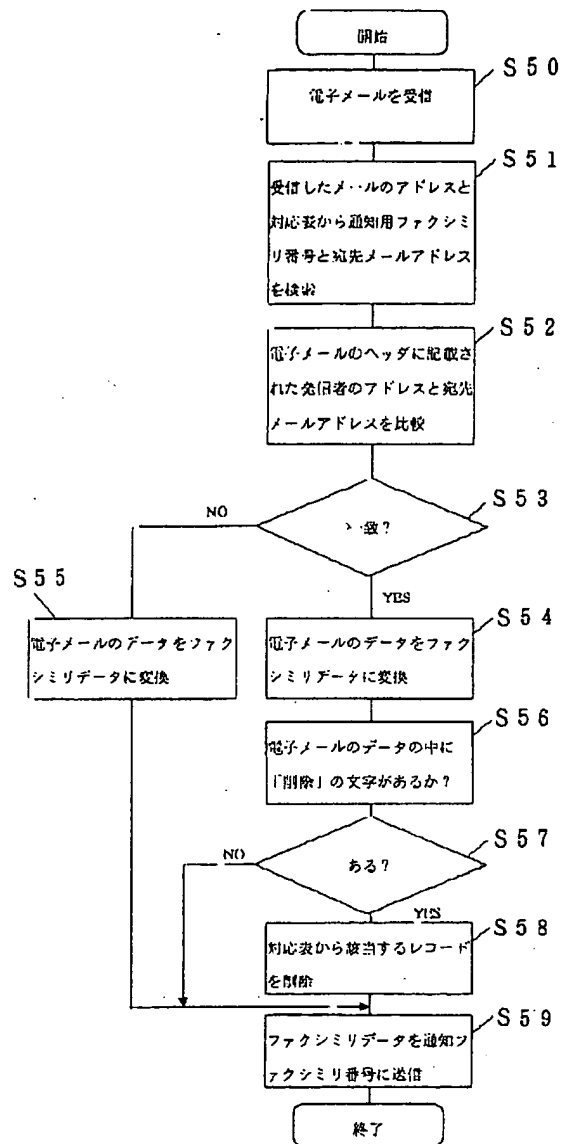 開始
S50
電子メールを受信
S51
受信したメールのアドレスと
対応表から通知用ファクシミ
リ番号と宛先メールアドレス
を検索
S52
電子メールのヘッダに記載さ
れた発信者のアドレスと宛先
メールアドレスを比較
S53
一致?
NO
YES
S55
電子メールのデータをファク
シミリデータに変換
S54
電子メールのデータをファク
シミリデータに変換
S56
電子メールのデータの中に
「削除」の文字があるか?
S57
ある?
NO
YES
S58
対応表から該当するレコード
を削除
S59
ファクシミリデータを通知フ
ァクシミリ番号に送信
終了